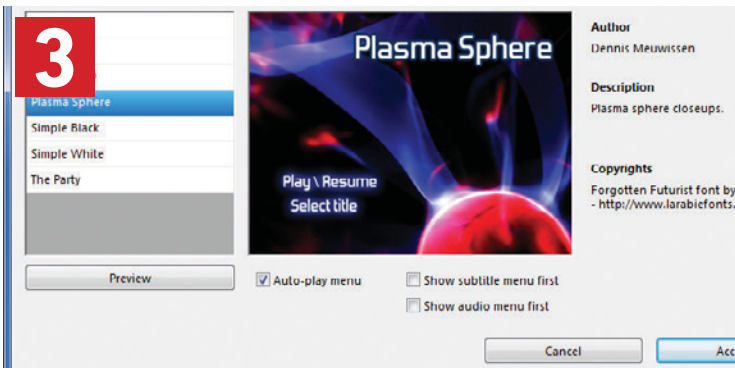 3
Plasma Sphere
Simple Black
Simple White
The Party
Preview
Plasma Sphere
Play \ Resume
Select title
Auto-play menu
Show subtitle menu first
Show audio menu first
Author
Dennis Meuwissen
Description
Plasma sphere closeups.
Copyrights
Forgotten Futurist font by
- http://www.larabiefonts.
Cancel